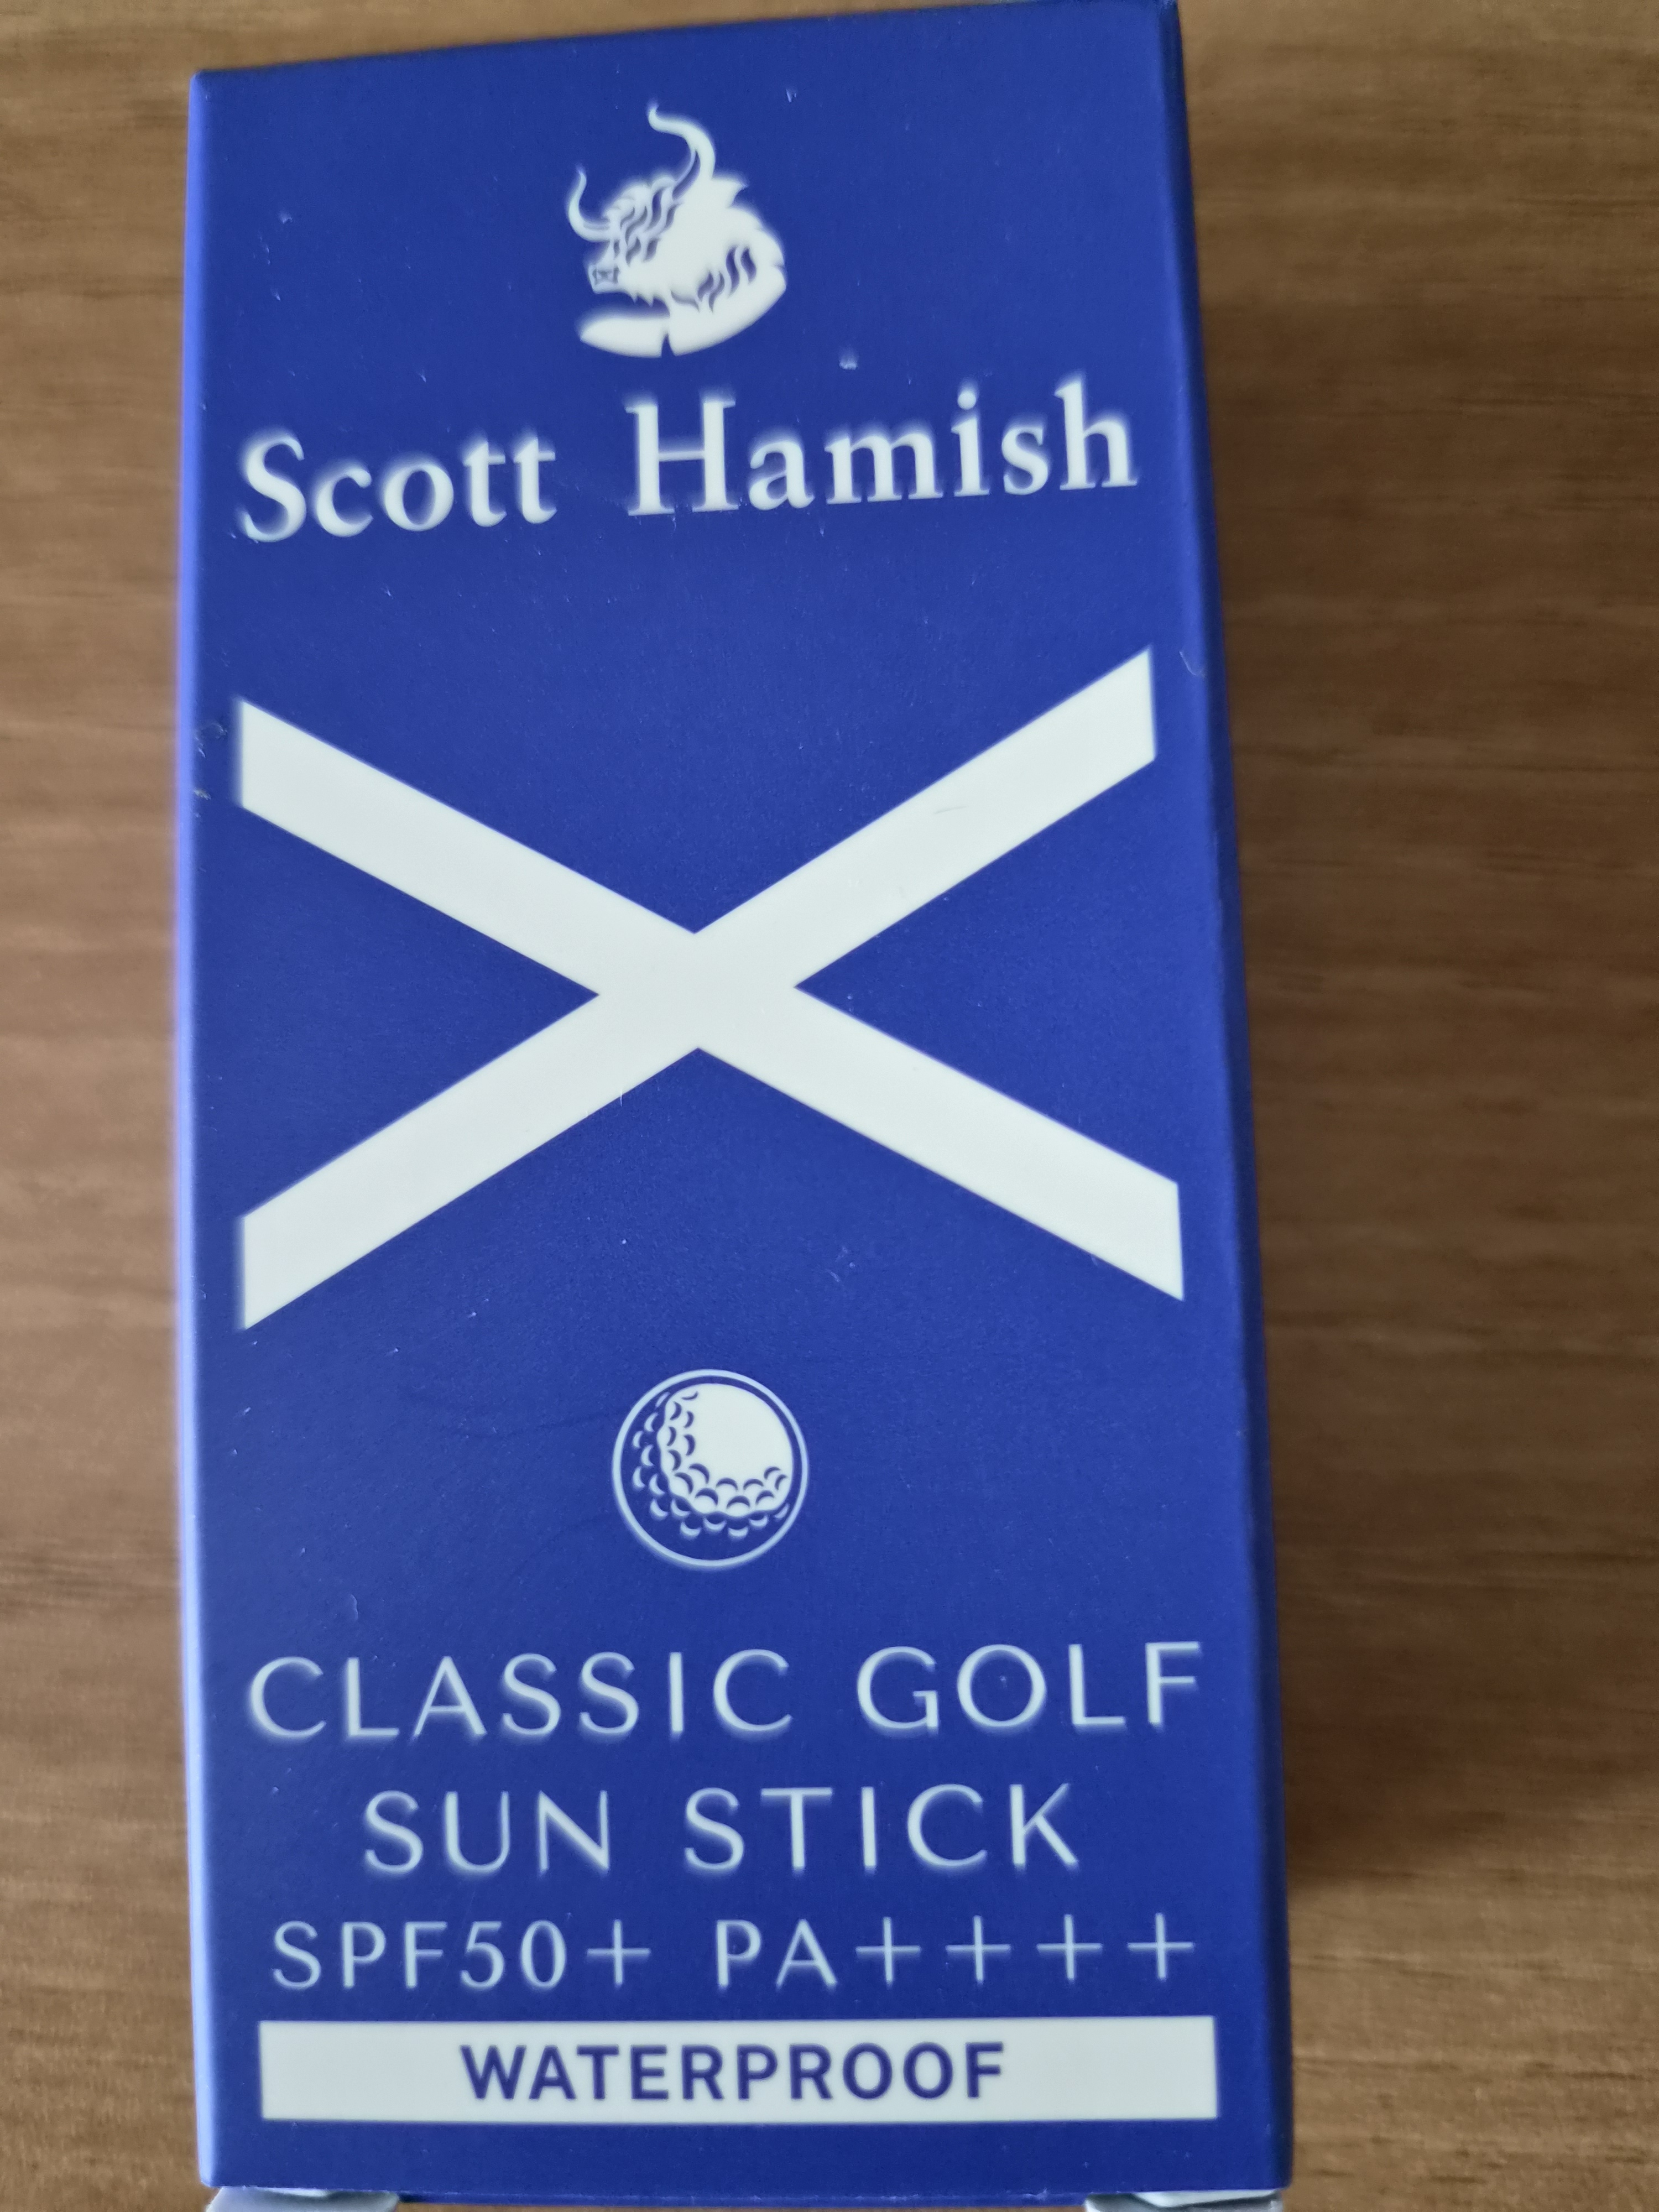 Scott Hamish
CLASSIC GOLF
SUN STICK
SPF50+ PA++++
WATERPROOF